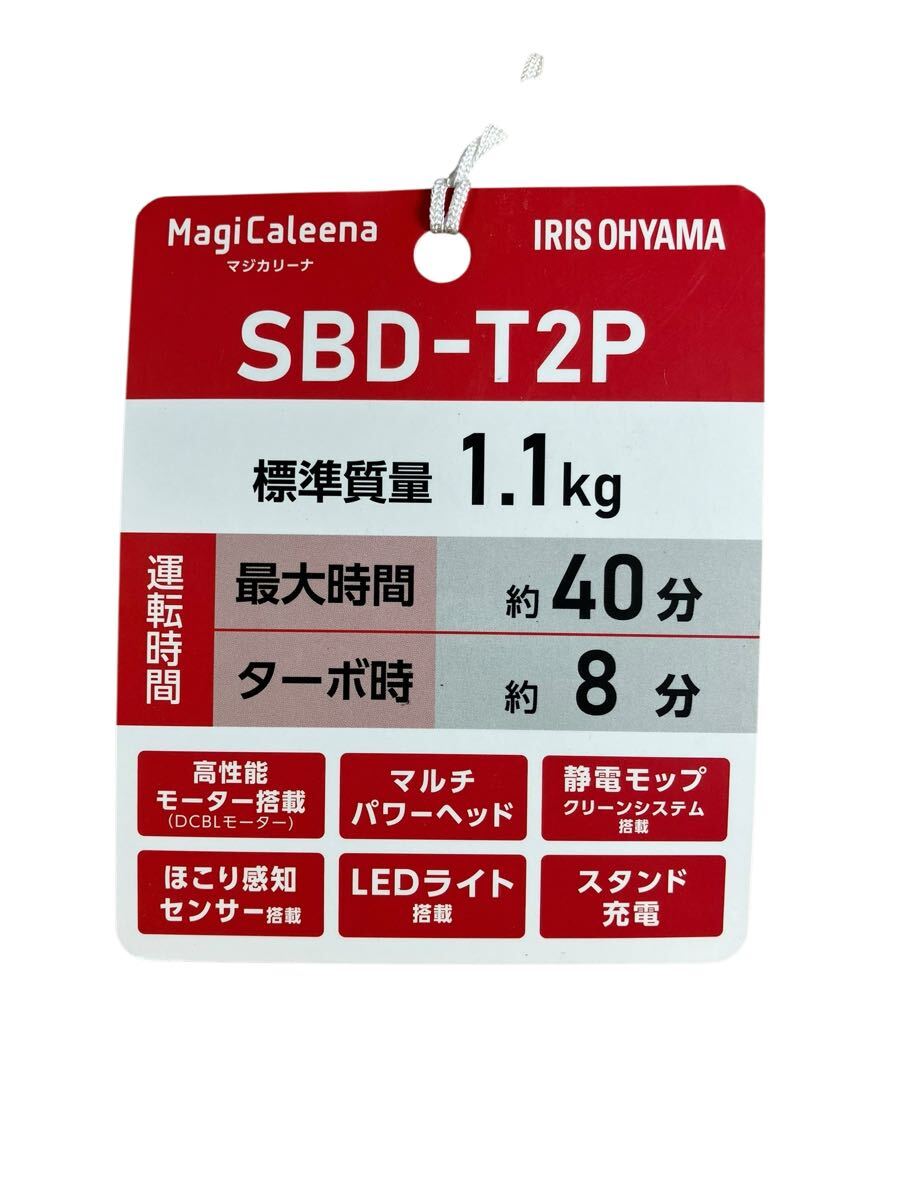 MagiCaleena
マジカリーナ
IRIS OHYAMA
SBD-T2P
標準質量 1.1kg
運転時間
最大時間 約40分
ターボ時 約8分
高性能
モーター搭載
(DCBLモーター)
マルチ
パワーヘッド
静電モップ
クリーンシステム
搭載
ほこり感知
センサー搭載
LEDライト
搭載
スタンド
充電